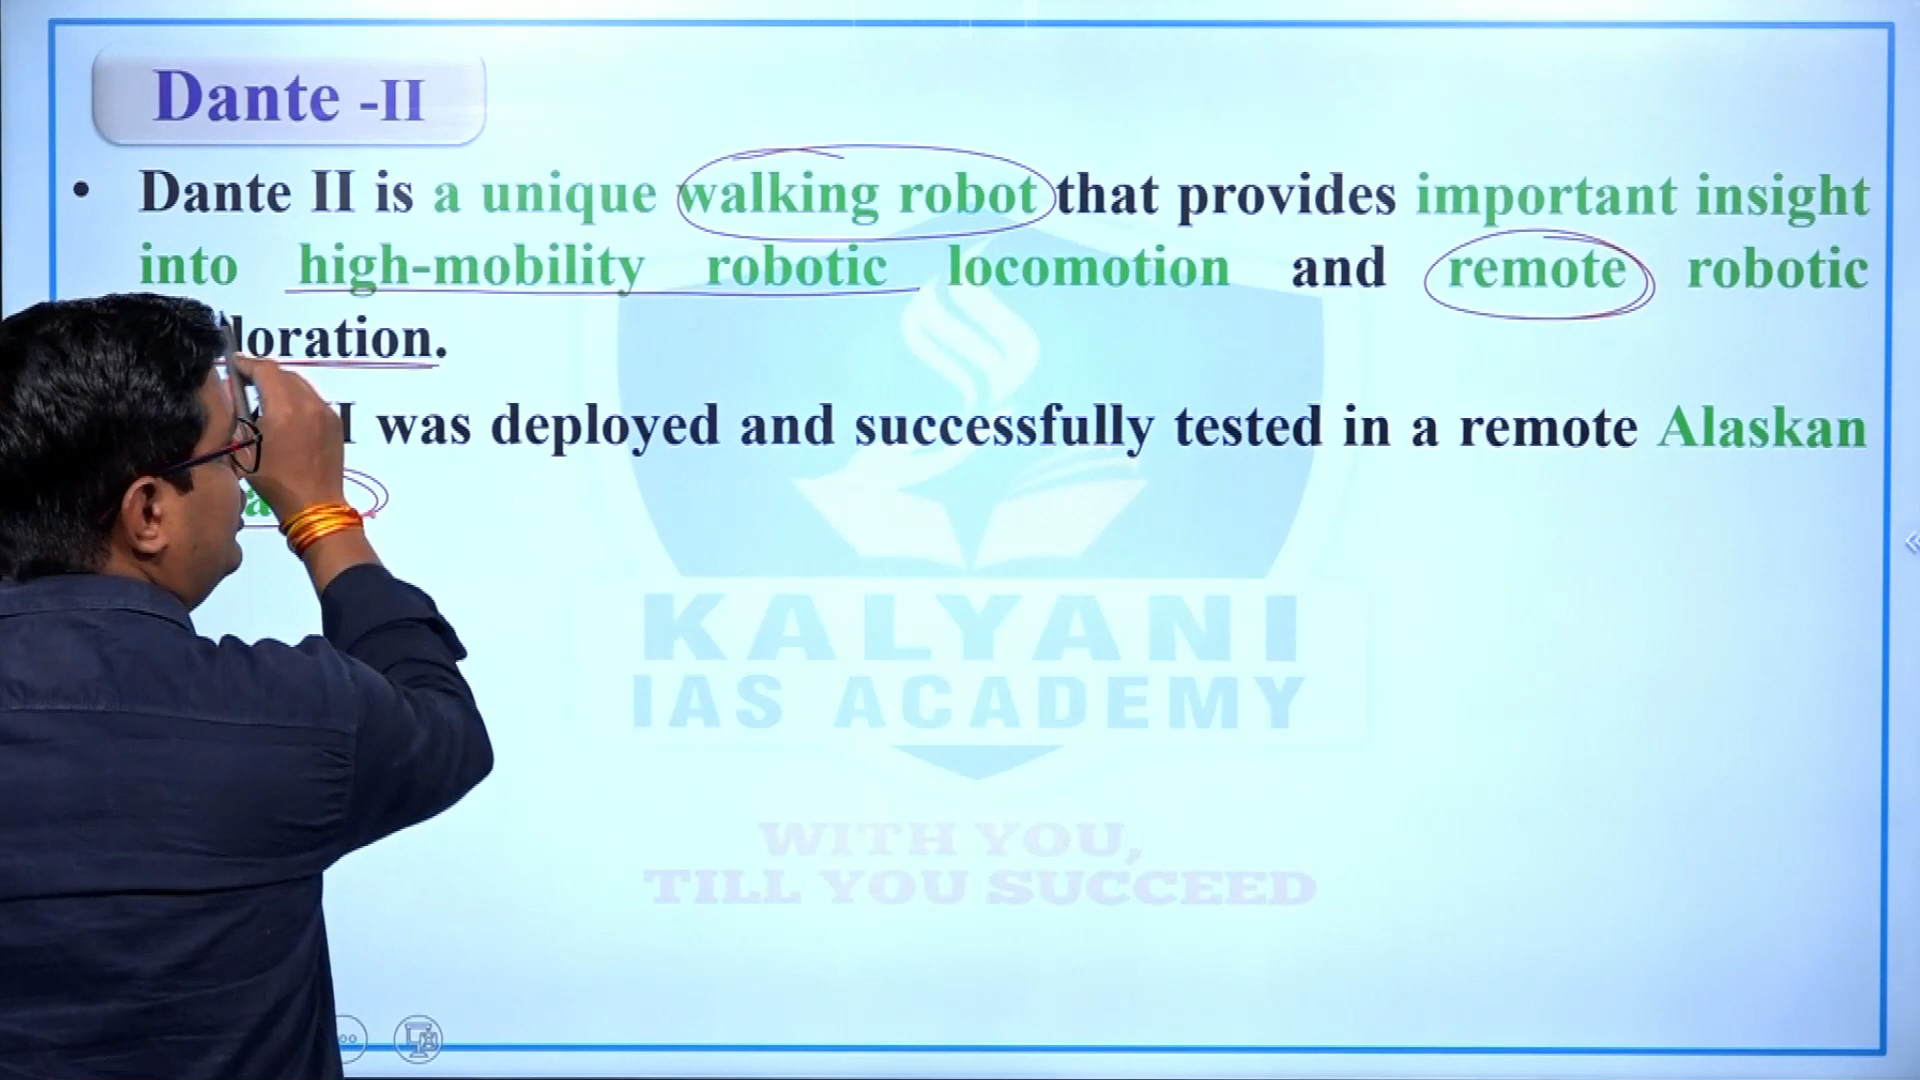 Dante -II
• Dante II is a unique walking robot that provides important insight
into high-mobility robotic locomotion and remote robotic
loration.
II was deployed and successfully tested in a remote Alaskan
KALYANI
IAS ACADEMY
WITH YOU,
TILL YOU SUCCEED